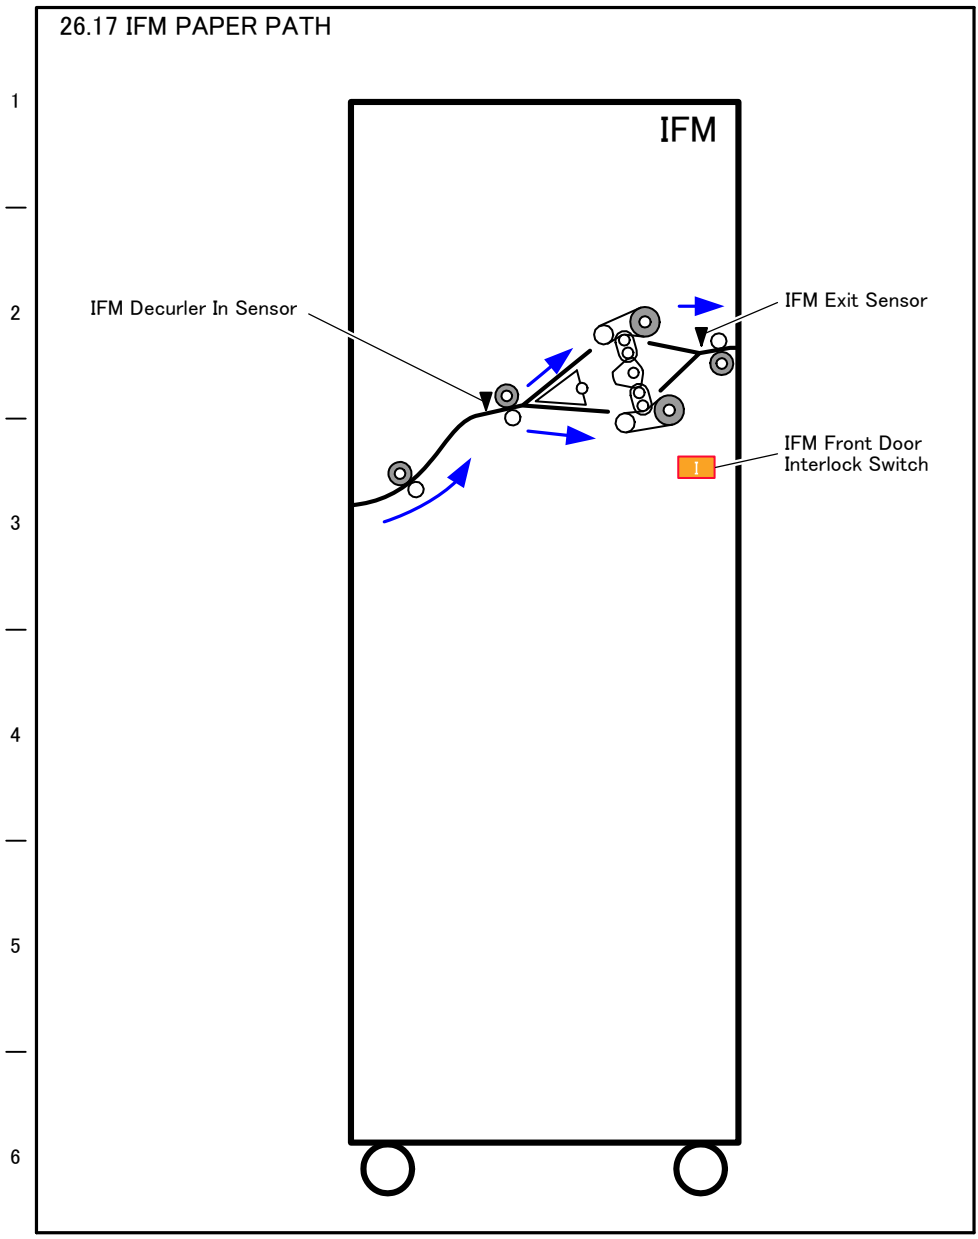 26.17 IFM PAPER PATH
1
IFM
2
IFM Decurler In Sensor
IFM Exit Sensor
IFM Front Door
Interlock Switch
I
3
4
5
6